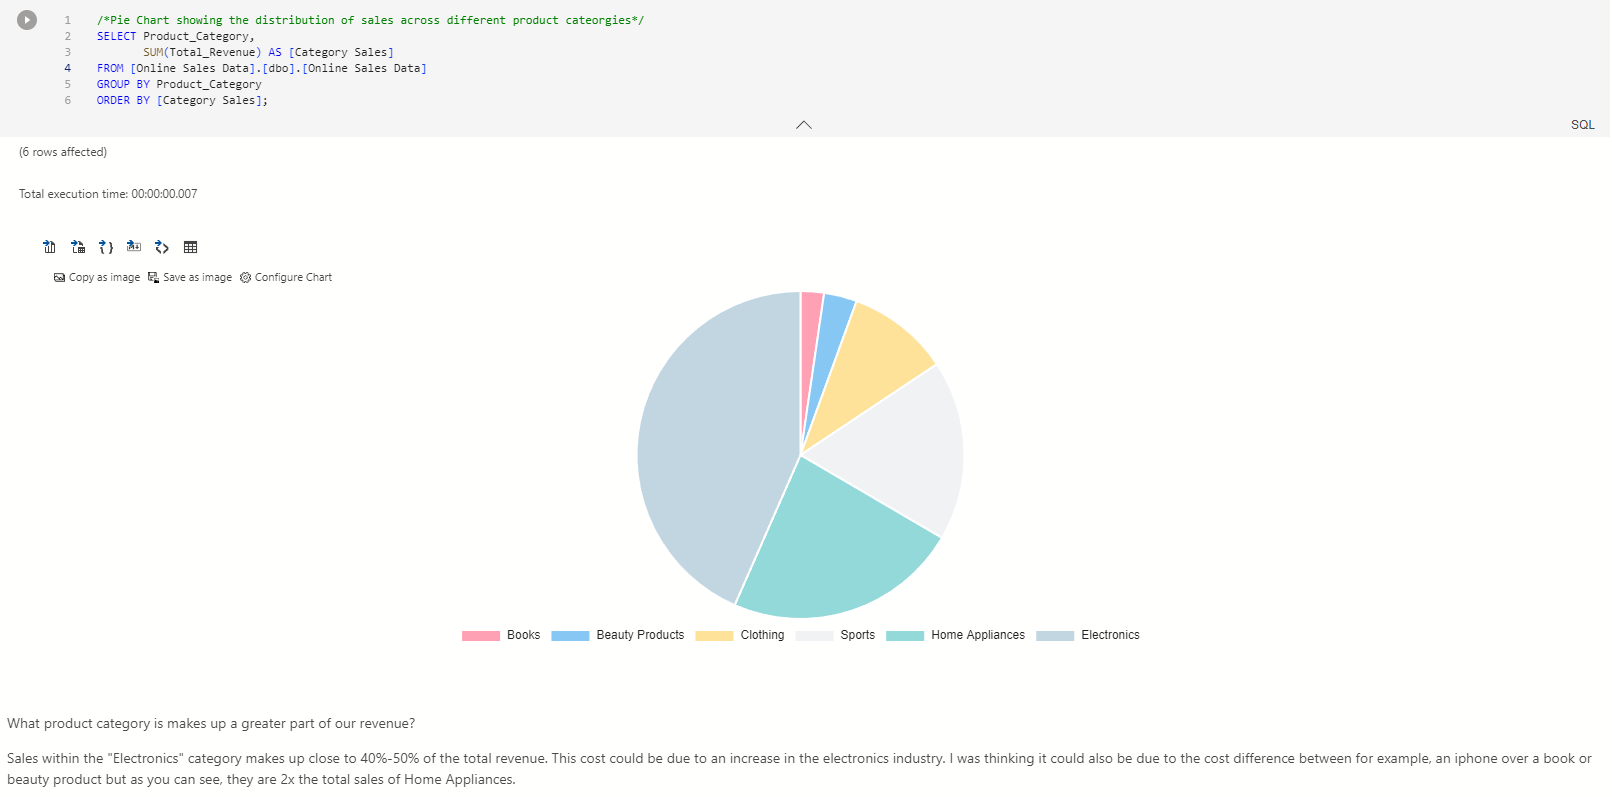 1 /*Pie Chart showing the distribution of sales across different product cateorgies*/
2 SELECT Product_Category,
3 SUM(Total_Revenue) AS [Category Sales]
4 FROM [Online Sales Data].[dbo].[Online Sales Data]
5 GROUP BY Product_Category
6 ORDER BY [Category Sales];
SQL
(6 rows affected)
Total execution time: 00:00:00.007
Copy as image Save as image Configure Chart
Books Beauty Products Clothing Sports Home Appliances Electronics
What product category is makes up a greater part of our revenue?
Sales within the "Electronics" category makes up close to 40%-50% of the total revenue. This cost could be due to an increase in the electronics industry. I was thinking it could also be due to the cost difference between for example, an iphone over a book or
beauty product but as you can see, they are 2x the total sales of Home Appliances.